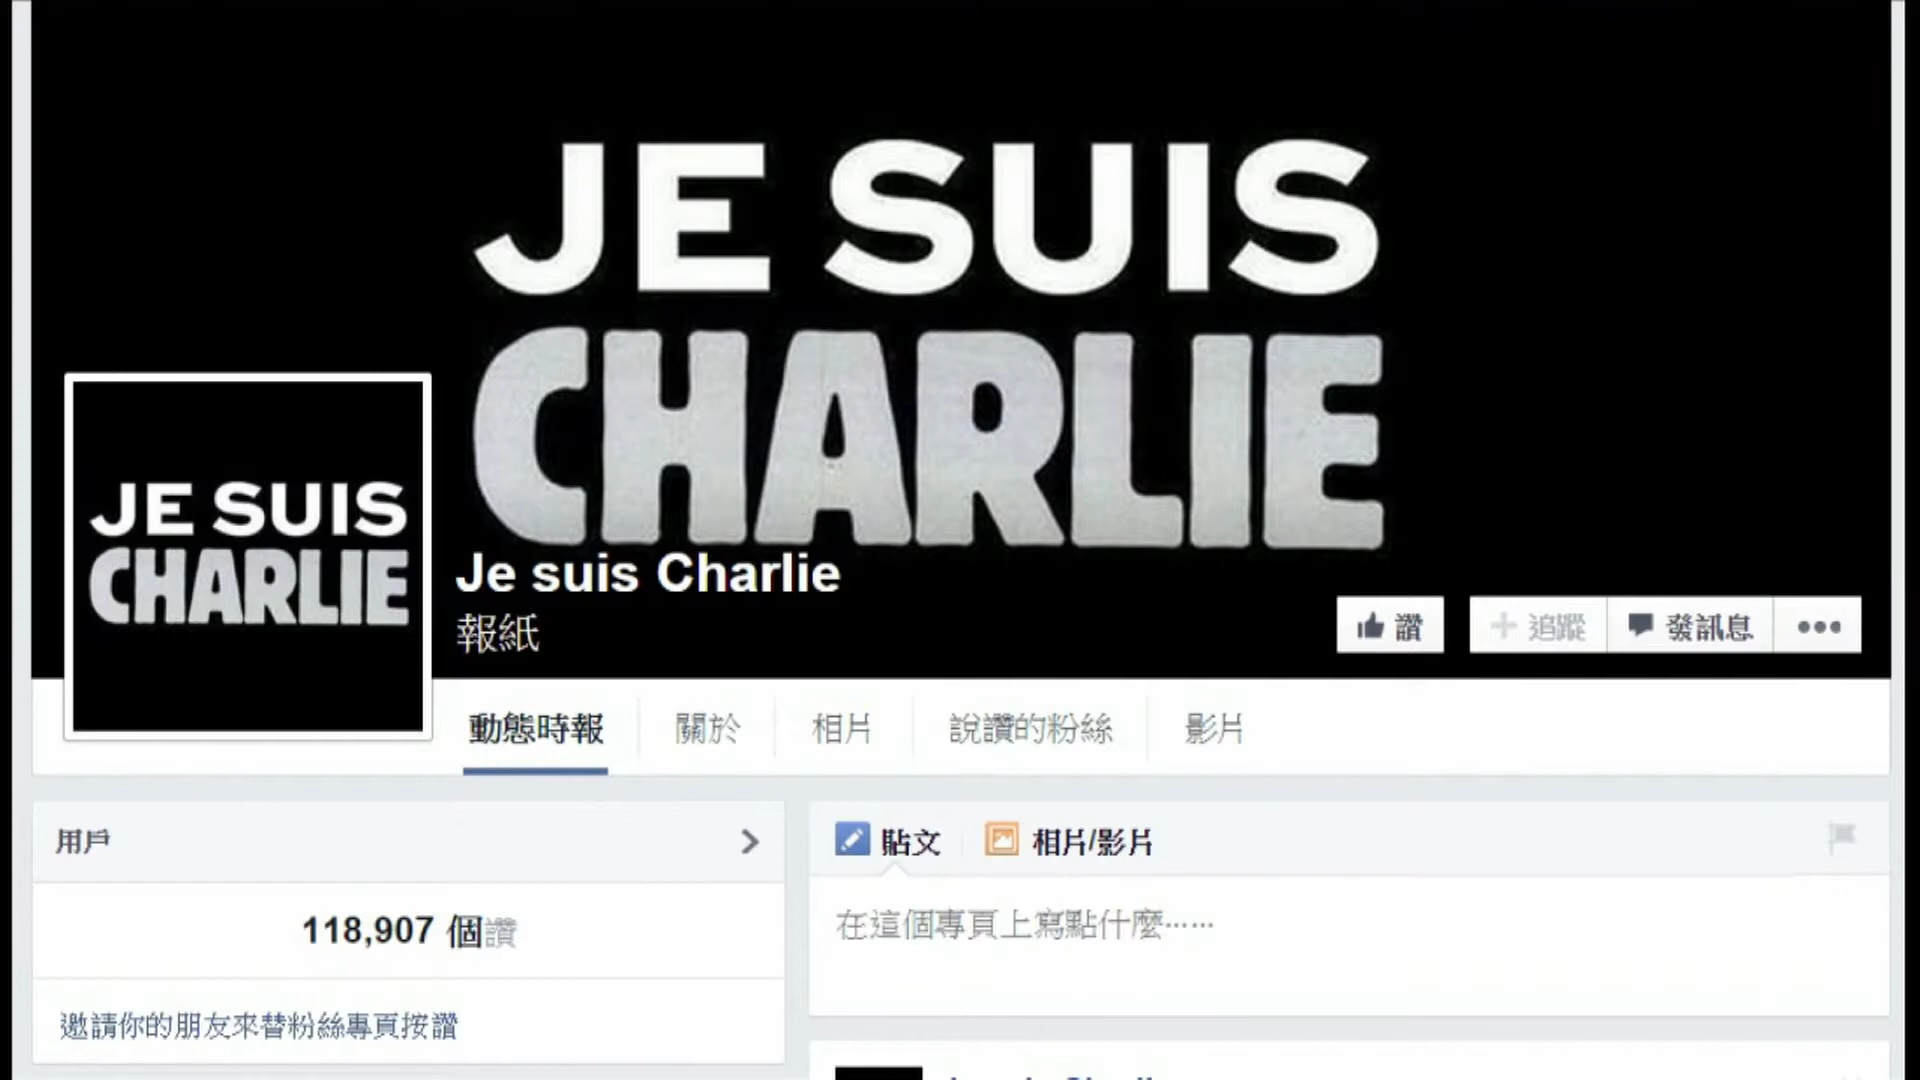 JE SUIS
CHARLIE
JE SUIS
CHARLIE
Je suis Charlie
報紙
讚
追蹤
發訊息
動態時報
關於
相片
說讚的粉絲
影片
用戶
118,907 個讚
邀請你的朋友來替粉絲專頁按讚
貼文
相片/影片
在這個專頁上寫點什麼……